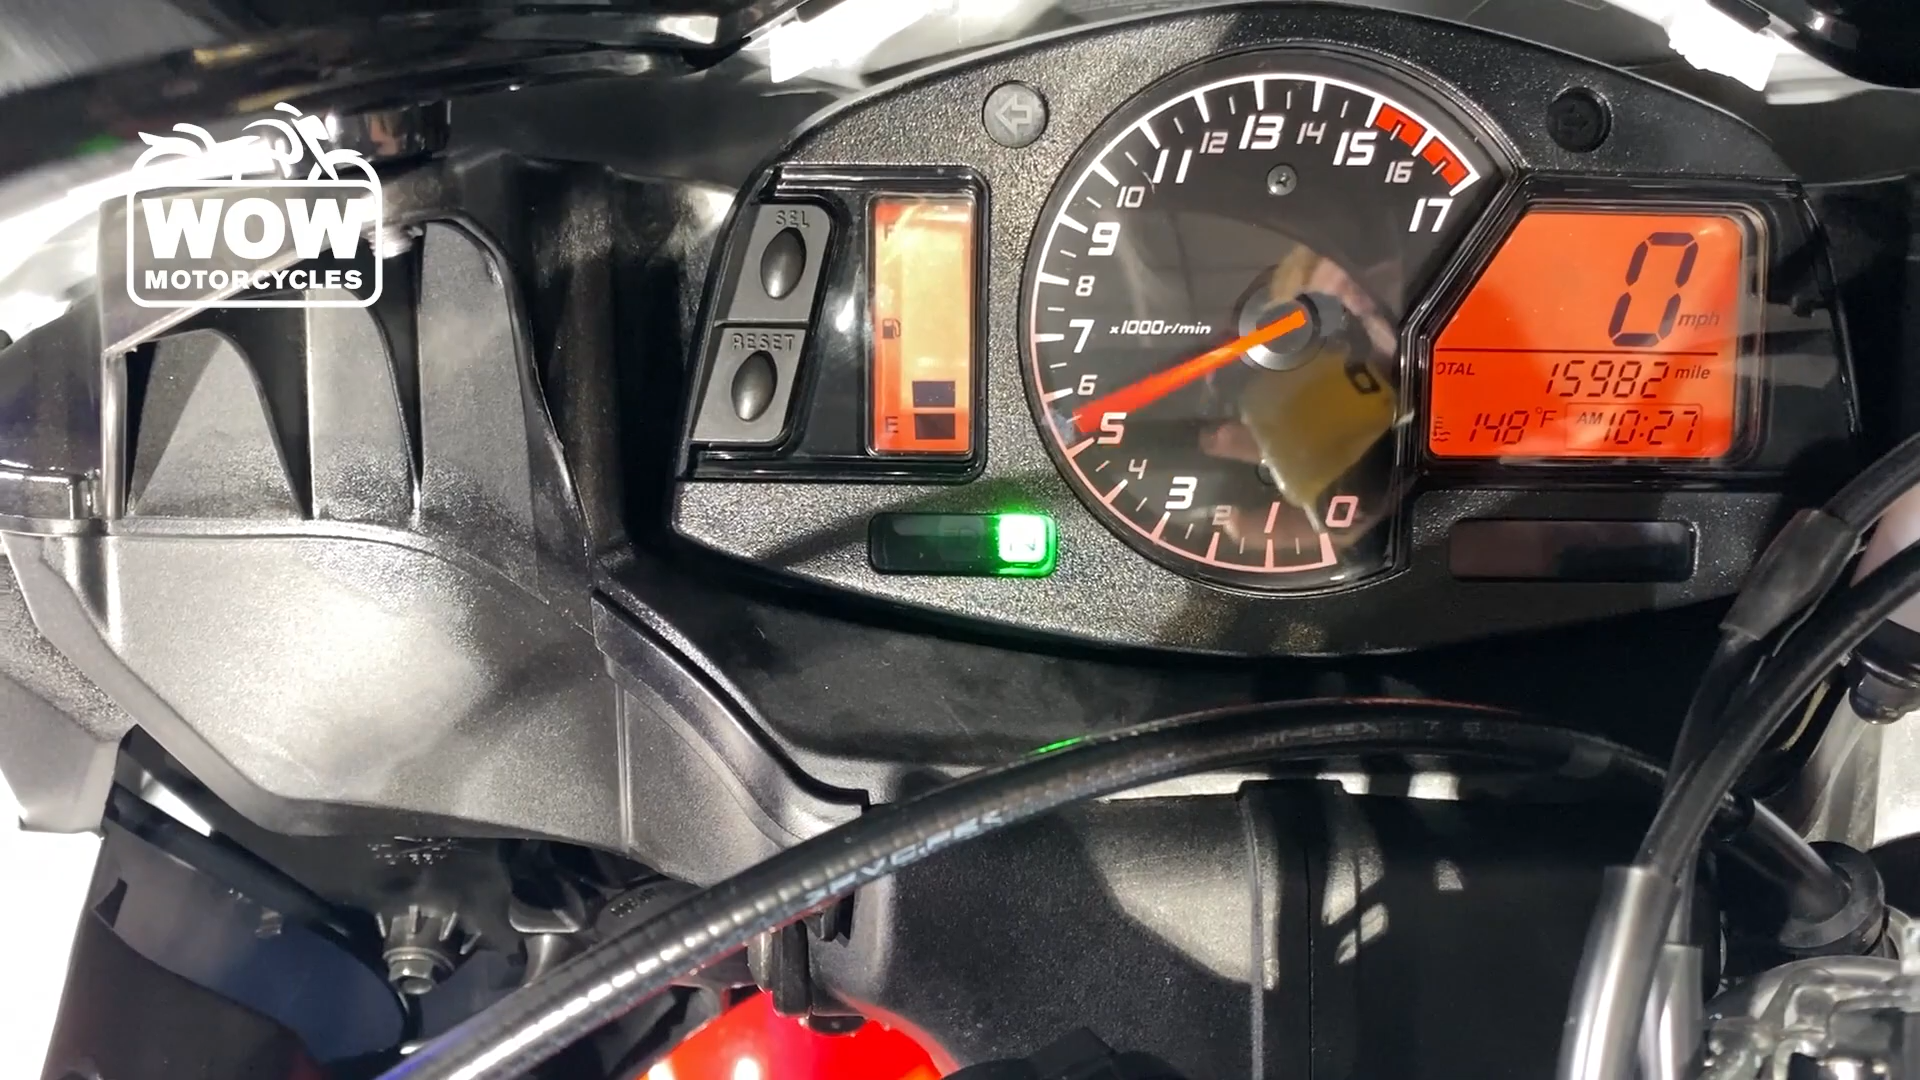 WOW
MOTORCYCLES
SEL
RESET
F
E
x1000r/min
0
1
2
3
4
5
6
7
8
9
10
11
12
13
14
15
16
17
N
0 mph
TOTAL 15982 mile
148 °F AM 10:27